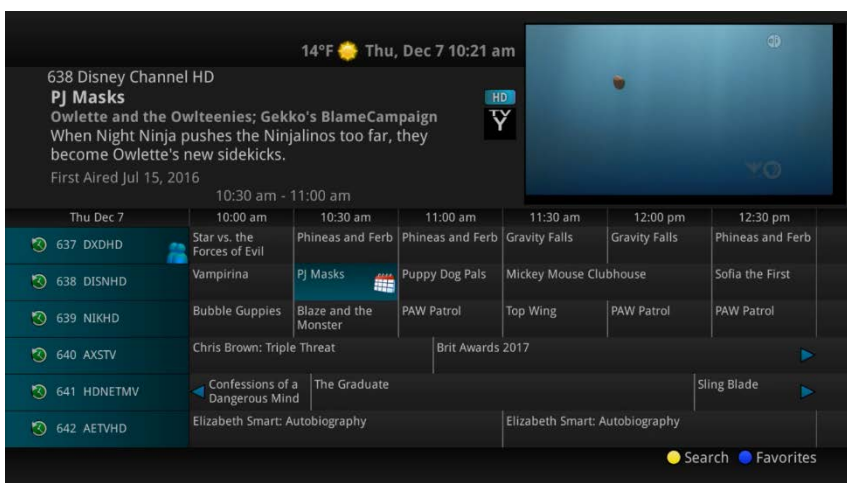 14°F Thu, Dec 7 10:21 am
638 Disney Channel HD
PJ Masks
Owlette and the Owlteenies; Gekko's BlameCampaign
HD
When Night Ninja pushes the Ninjalinos too far, they
become Owlette's new sidekicks.
TV
Y
First Aired Jul 15, 2016
10:30 am - 11:00 am
Thu Dec 7 10:00 am 10:30 am 11:00 am 11:30 am 12:00 pm 12:30 pm
637 DXDHD
Star vs. the
Forces of Evil
Phineas and Ferb
Phineas and Ferb
Gravity Falls
Gravity Falls
Phineas and Ferb
638 DISNHD
Vampirina
PJ Masks
Puppy Dog Pals
Mickey Mouse Clubhouse
Sofia the First
639 NIKHD
Bubble Guppies
Blaze and the
Monster
PAW Patrol
Top Wing
PAW Patrol
PAW Patrol
640 AXSTV
Chris Brown: Triple Threat
Brit Awards 2017
641 HDNETMV
Confessions of a
Dangerous Mind
The Graduate
Sling Blade
642 AETVHD
Elizabeth Smart: Autobiography
Elizabeth Smart: Autobiography
Search Favorites